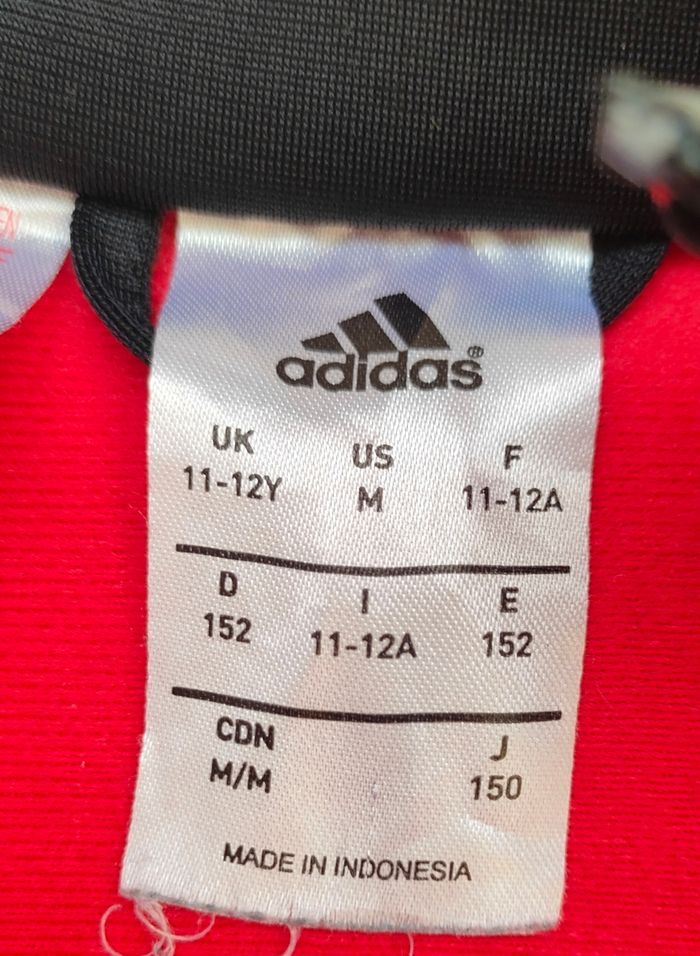 adidas®
UK US F
11-12Y M 11-12A
D I E
152 11-12A 152
CDN J
M/M 150
MADE IN INDONESIA